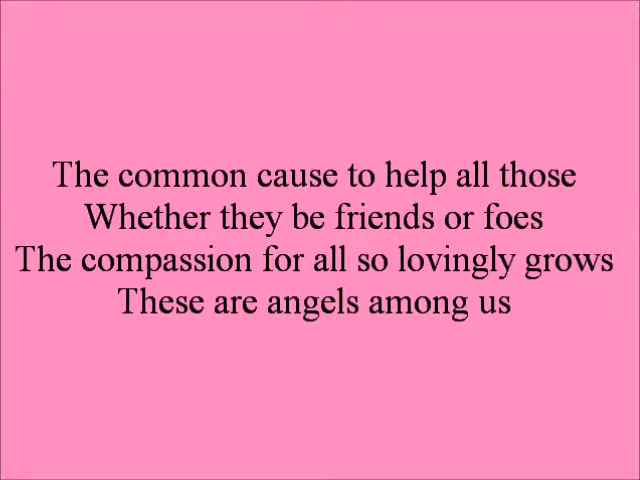 The common cause to help all those
Whether they be friends or foes
The compassion for all so lovingly grows
These are angels among us